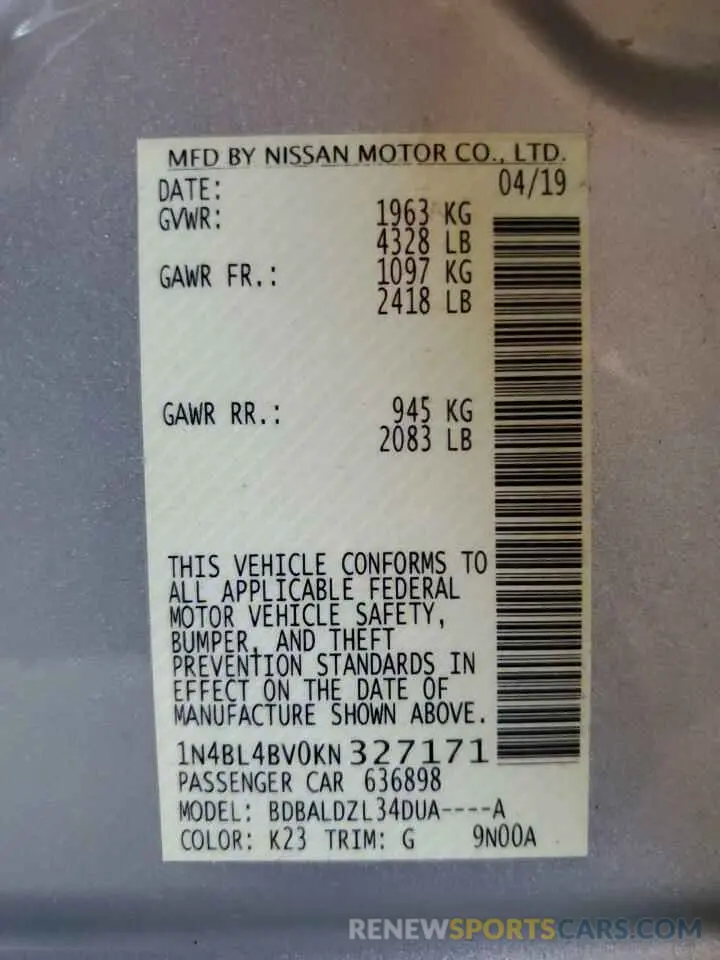 MFD BY NISSAN MOTOR CO., LTD.
DATE: 04/19
GVWR: 1963 KG
4328 LB
GAWR FR.: 1097 KG
2418 LB
GAWR RR.: 945 KG
2083 LB
THIS VEHICLE CONFORMS TO
ALL APPLICABLE FEDERAL
MOTOR VEHICLE SAFETY,
BUMPER, AND THEFT
PREVENTION STANDARDS IN
EFFECT ON THE DATE OF
MANUFACTURE SHOWN ABOVE.
1N4BL4BV0KN327171
PASSENGER CAR 636898
MODEL: BDBALDZL34DUA----A
COLOR: K23 TRIM: G 9N00A
RENEWSPORTSCARS.COM